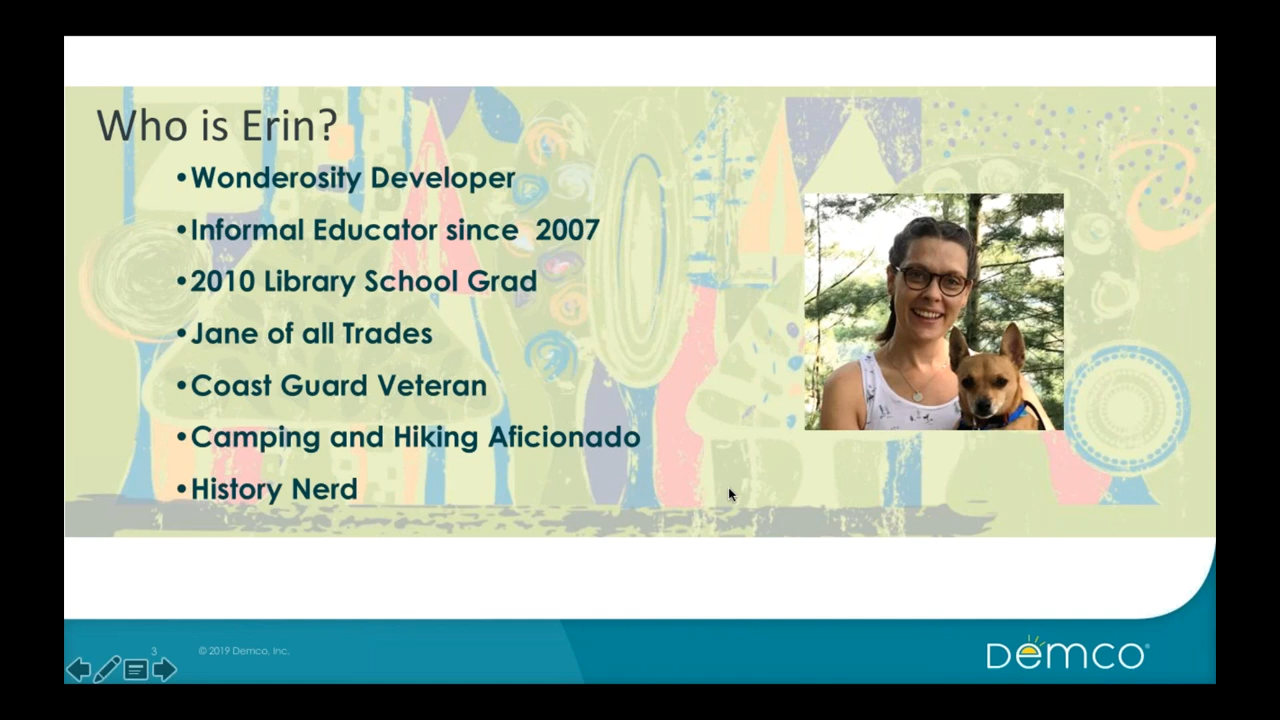 Who is Erin?
•Wonderosity Developer
•Informal Educator since 2007
•2010 Library School Grad
•Jane of all Trades
•Coast Guard Veteran
•Camping and Hiking Aficionado
•History Nerd
3
© 2019 Demco, Inc.
Demco®